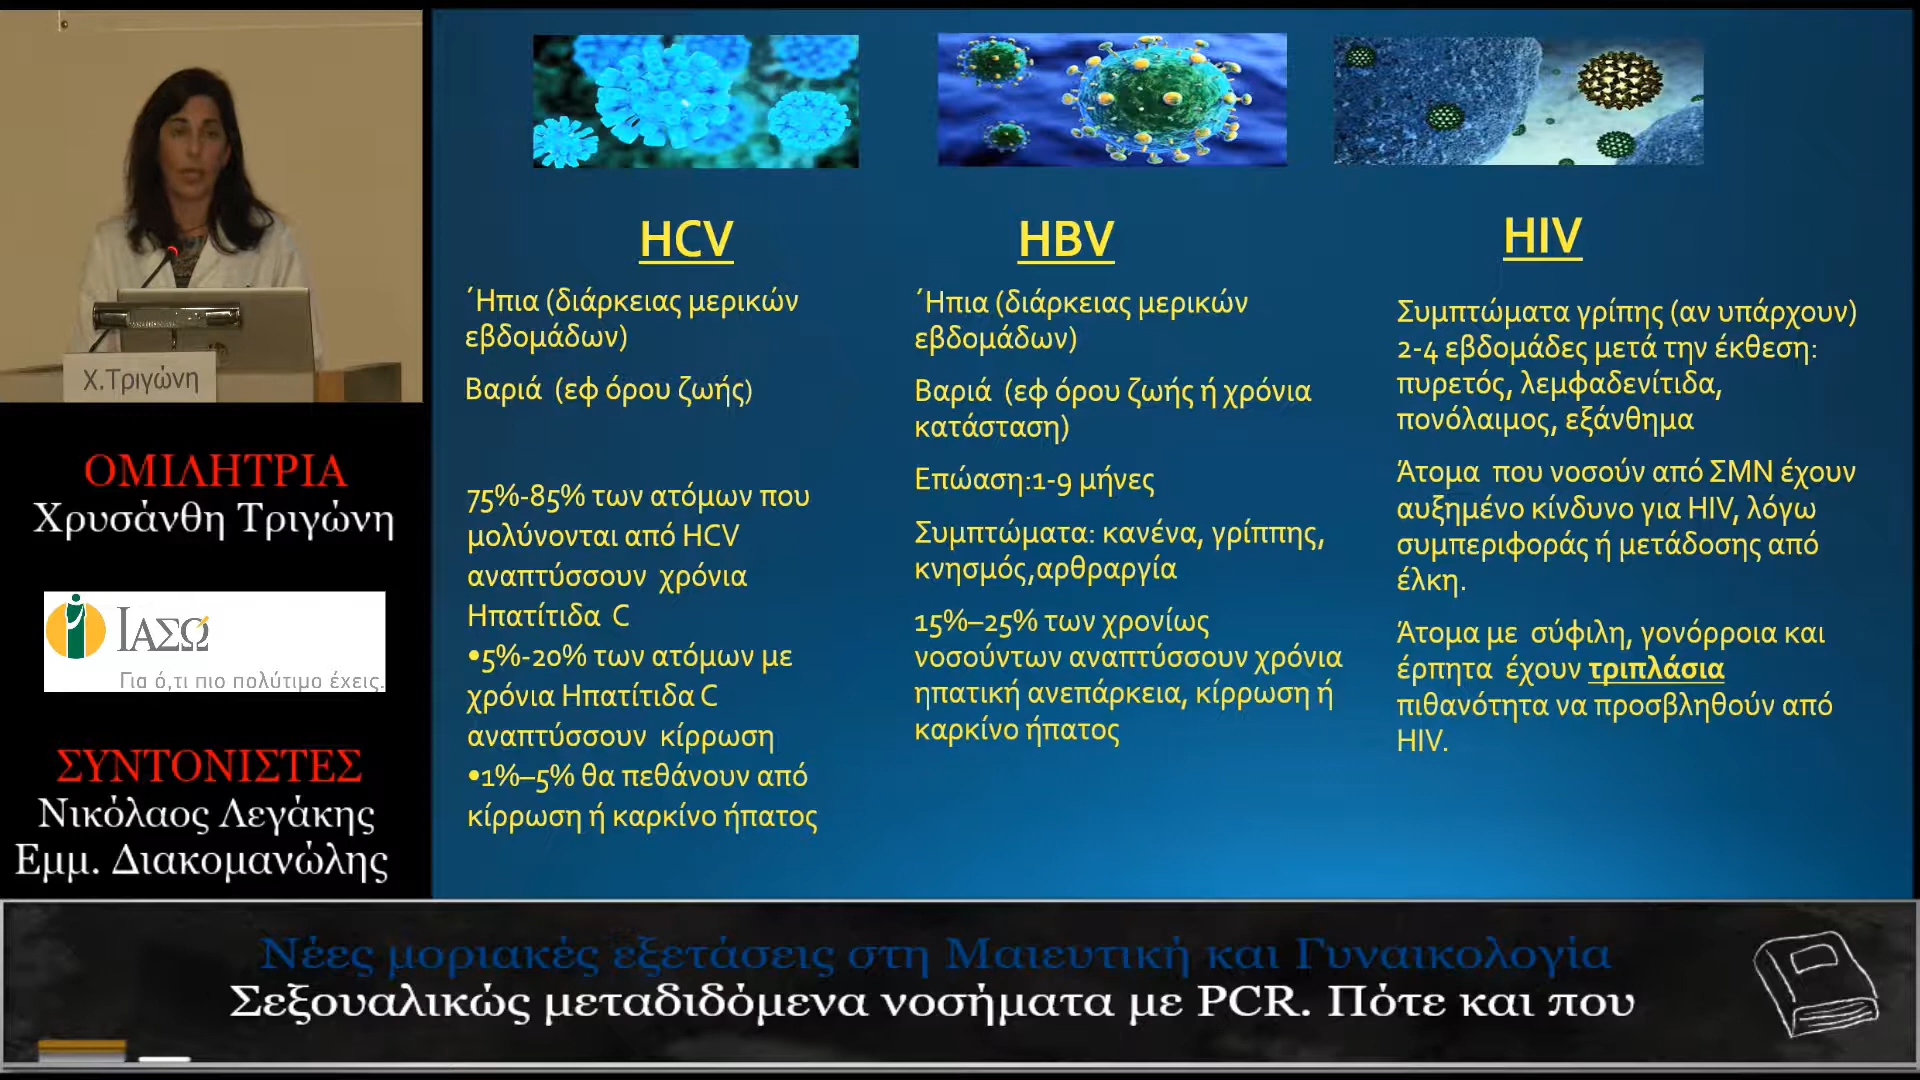 Χ.Τριγώνη
ΟΜΙΛΗΤΡΙΑ
Χρυσάνθη Τριγώνη
ΙΑΣΩ
Για ό,τι πιο πολύτιμο έχεις.
ΣΥΝΤΟΝΙΣΤΕΣ
Νικόλαος Λεγάκης
Εμμ. Διακομανώλης
HCV
΄Ηπια (διάρκειας μερικών
εβδομάδων)
Βαριά (εφ όρου ζωής)
75%-85% των ατόμων που
μολύνονται από HCV
αναπτύσσουν χρόνια
Ηπατίτιδα C
•5%-20% των ατόμων με
χρόνια Ηπατίτιδα C
αναπτύσσουν κίρρωση
•1%–5% θα πεθάνουν από
κίρρωση ή καρκίνο ήπατος
HBV
΄Ηπια (διάρκειας μερικών
εβδομάδων)
Βαριά (εφ όρου ζωής ή χρόνια
κατάσταση)
Επώαση:1-9 μήνες
Συμπτώματα: κανένα, γρίππης,
κνησμός,αρθραργία
15%–25% των χρονίως
νοσούντων αναπτύσσουν χρόνια
ηπατική ανεπάρκεια, κίρρωση ή
καρκίνο ήπατος
HIV
Συμπτώματα γρίπης (αν υπάρχουν)
2-4 εβδομάδες μετά την έκθεση:
πυρετός, λεμφαδενίτιδα,
πονόλαιμος, εξάνθημα
Άτομα που νοσούν από ΣΜΝ έχουν
αυξημένο κίνδυνο για HIV, λόγω
συμπεριφοράς ή μετάδοσης από
έλκη.
Άτομα με σύφιλη, γονόρροια και
έρπητα έχουν τριπλάσια
πιθανότητα να προσβληθούν από
HIV.
Νέες μοριακές εξετάσεις στη Μαιευτική και Γυναικολογία
Σεξουαλικώς μεταδιδόμενα νοσήματα με PCR. Πότε και που